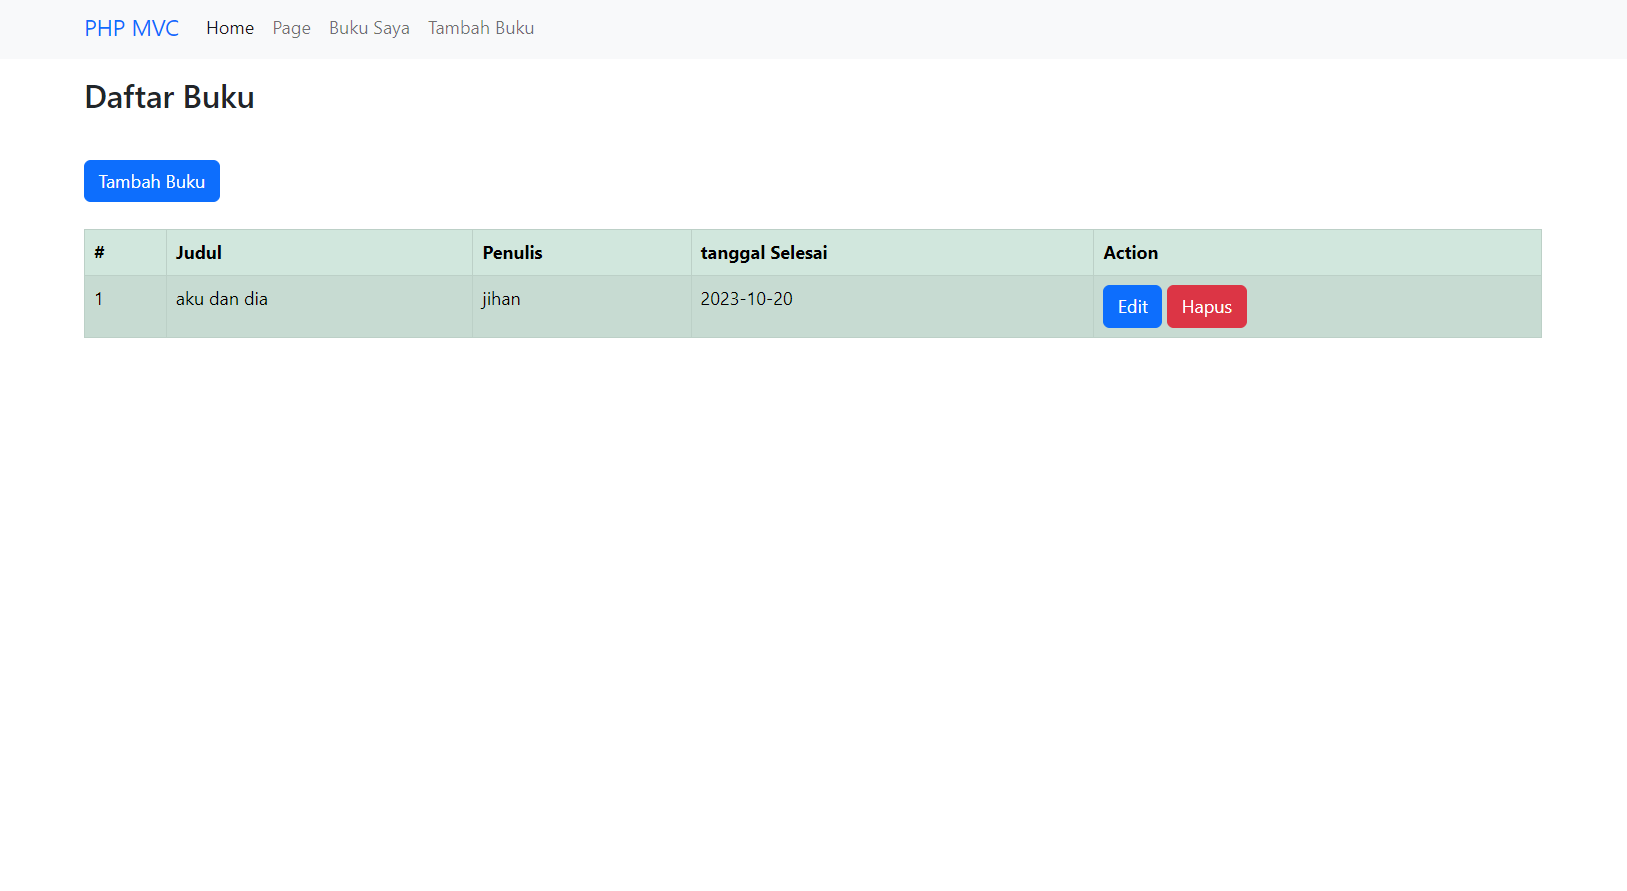 PHP MVC Home Page Buku Saya Tambah Buku
Daftar Buku
Tambah Buku
# Judul Penulis tanggal Selesai Action
1 aku dan dia jihan 2023-10-20 Edit Hapus